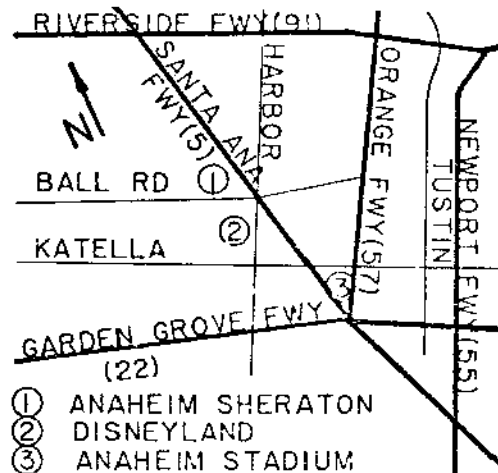 RIVERSIDE FWY(91)
SANTA ANA
FWY(5)
HARBOR
ORANGE FWY(57)
NEWPORT FWY(55)
TUSTIN
N
BALL RD
①
②
KATELLA
③
GARDEN GROVE FWY
(22)
① ANAHEIM SHERATON
② DISNEYLAND
③ ANAHEIM STADIUM